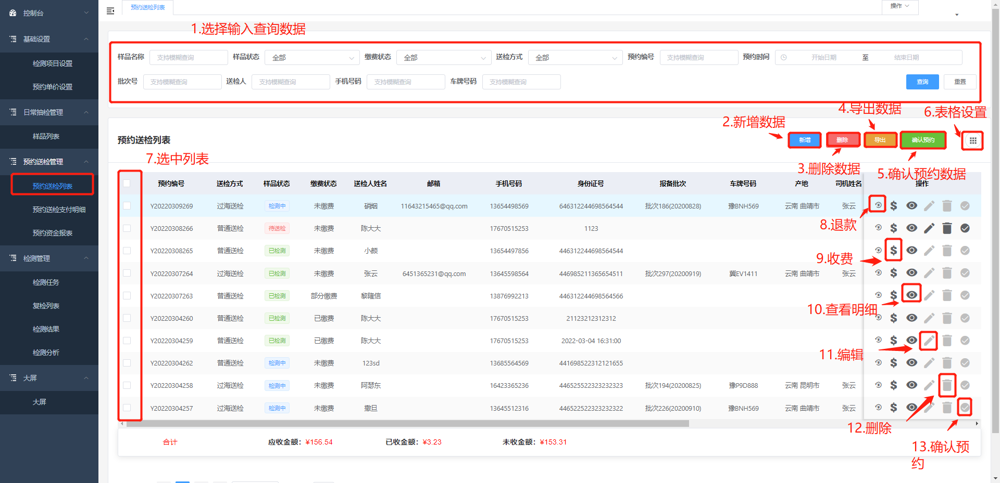 控制台
基础设置
检测项目设置
预约单价设置
日常抽检管理
样品列表
预约送检管理
预约送检列表
预约送检支付明细
预约资金报表
检测管理
检测任务
复检列表
检测结果
检测分析
大屏
大屏
预约送检列表
操作
1.选择输入查询数据
样品名称 支持模糊查询 样品状态 全部 缴费状态 全部 送检方式 全部 预约编号 支持模糊查询 预约时间 开始日期 至 结束日期
批次号 支持模糊查询 送检人 支持模糊查询 手机号码 支持模糊查询 车牌号码 支持模糊查询 查询 重置
4.导出数据 6.表格设置
2.新增数据
预约送检列表 新增 删除 导出 确认预约
7.选中列表
3.删除数据 5.确认预约数据
预约编号 送检方式 样品状态 缴费状态 送检人姓名 邮箱 手机号码 身份证号 报备批次 车牌号码 产地 司机姓名 操作
Y20220309269 过海送检 检测中 未缴费 硝烟 11643215465@qq.com 13654498569 646312244698564544 批次186(20200828) 豫BNH569 云南 曲靖市 张云
8.退款
Y20220308266 普通送检 待送检 未缴费 陈大大 17670515253 1123
Y20220308265 普通送检 已检测 未缴费 小颜 13654497856 446312244698564544
9.收费
Y20220307264 过海送检 已检测 未缴费 张云 6451365231@qq.com 13645598564 446985211365654511 批次297(20200919) 冀EV1411 云南 曲靖市 张云
Y20220307263 普通送检 已检测 部分缴费 黎隆信 13876992213 446312244698564566
10.查看明细
Y20220304260 普通送检 已检测 已缴费 陈大大 17670515253 21123212312312
Y20220304259 普通送检 已检测 已缴费 陈大大 17670515253 2022-03-04 16:31:00
11.编辑
Y20220304262 普通送检 检测中 未缴费 123sd 13685564569 441698522312121655
Y20220304258 过海送检 检测中 未缴费 阿瑟东 16423365236 446525522323232323 批次194(20200825) 豫P9D888 云南 昆明市 张云
Y20220304257 过海送检 检测中 未缴费 撒旦 13645512316 446522522323232322 批次226(20200910) 豫BNH569 云南 曲靖市 张云
12.删除
合计 应收金额：¥156.54 已收金额：¥3.23 未收金额：¥153.31
13.确认预
约